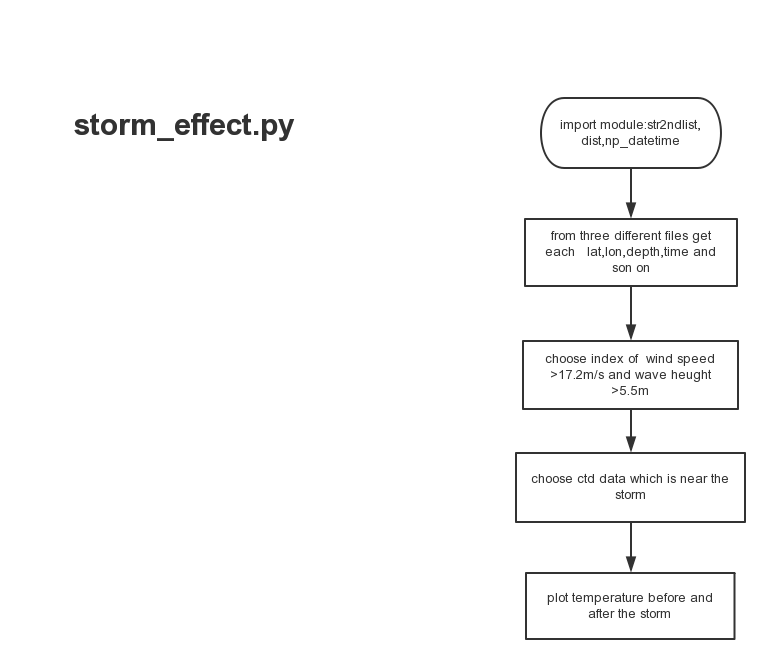 storm_effect.py
import module:str2ndlist,
dist,np_datetime
from three different files get
each lat,lon,depth,time and
son on
choose index of wind speed
>17.2m/s and wave heught
>5.5m
choose ctd data which is near the
storm
plot temperature before and
after the storm